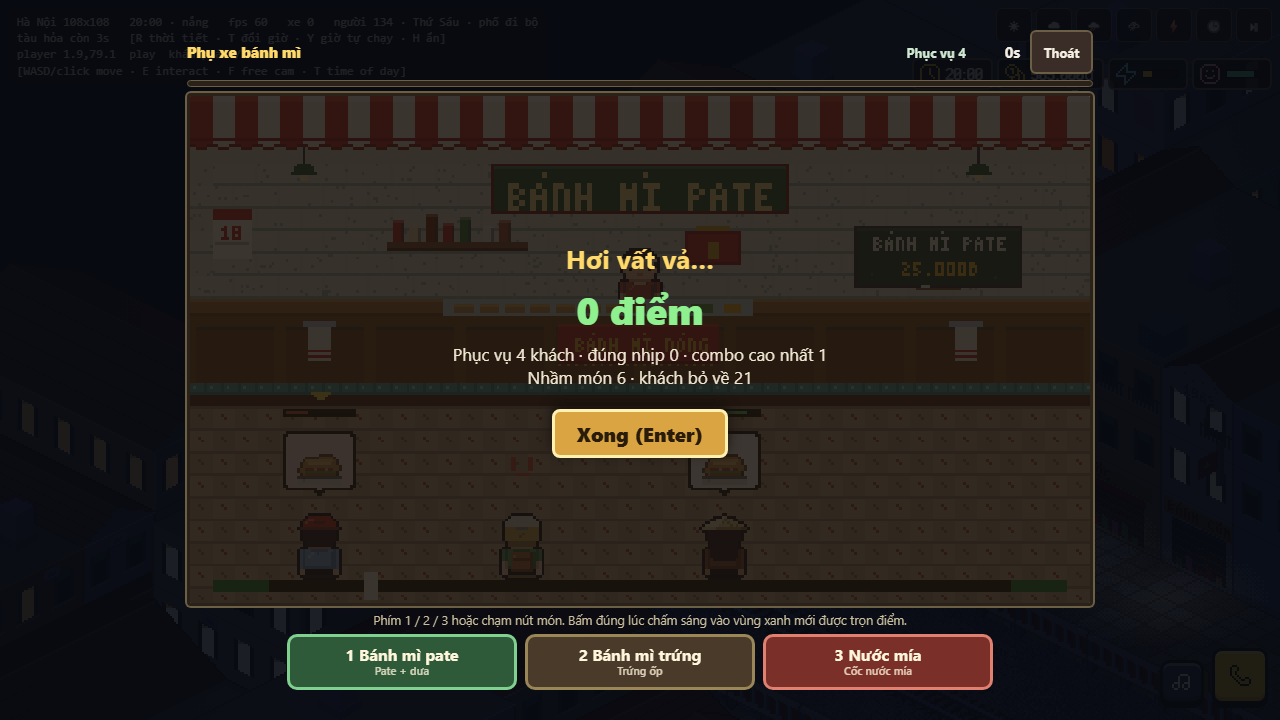 Hà Nội 108x108 20:00 · nắng fps 60 xe 0 người 134 · Thứ Sáu · phố đi bộ
tàu hỏa còn 3s [R thời tiết · T đổi giờ · Y giờ tự chạy · H ẩn]
player 1.9,79.1 play
[WASD/click move · E interact · F free cam · T time of day]
Phụ xe bánh mì
Phục vụ 4
0s
Thoát
20:00
BÁNH MÌ PATE
18
BÁNH MÌ PATE
25.000Đ
Hơi vất vả...
0 điểm
BÁNH MÌ NÓNG
Phục vụ 4 khách · đúng nhịp 0 · combo cao nhất 1
Nhầm món 6 · khách bỏ về 21
Xong (Enter)
Phím 1 / 2 / 3 hoặc chạm nút món. Bấm đúng lúc chấm sáng vào vùng xanh mới được trọn điểm.
1 Bánh mì pate
Pate + dưa
2 Bánh mì trứng
Trứng ốp
3 Nước mía
Cốc nước mía